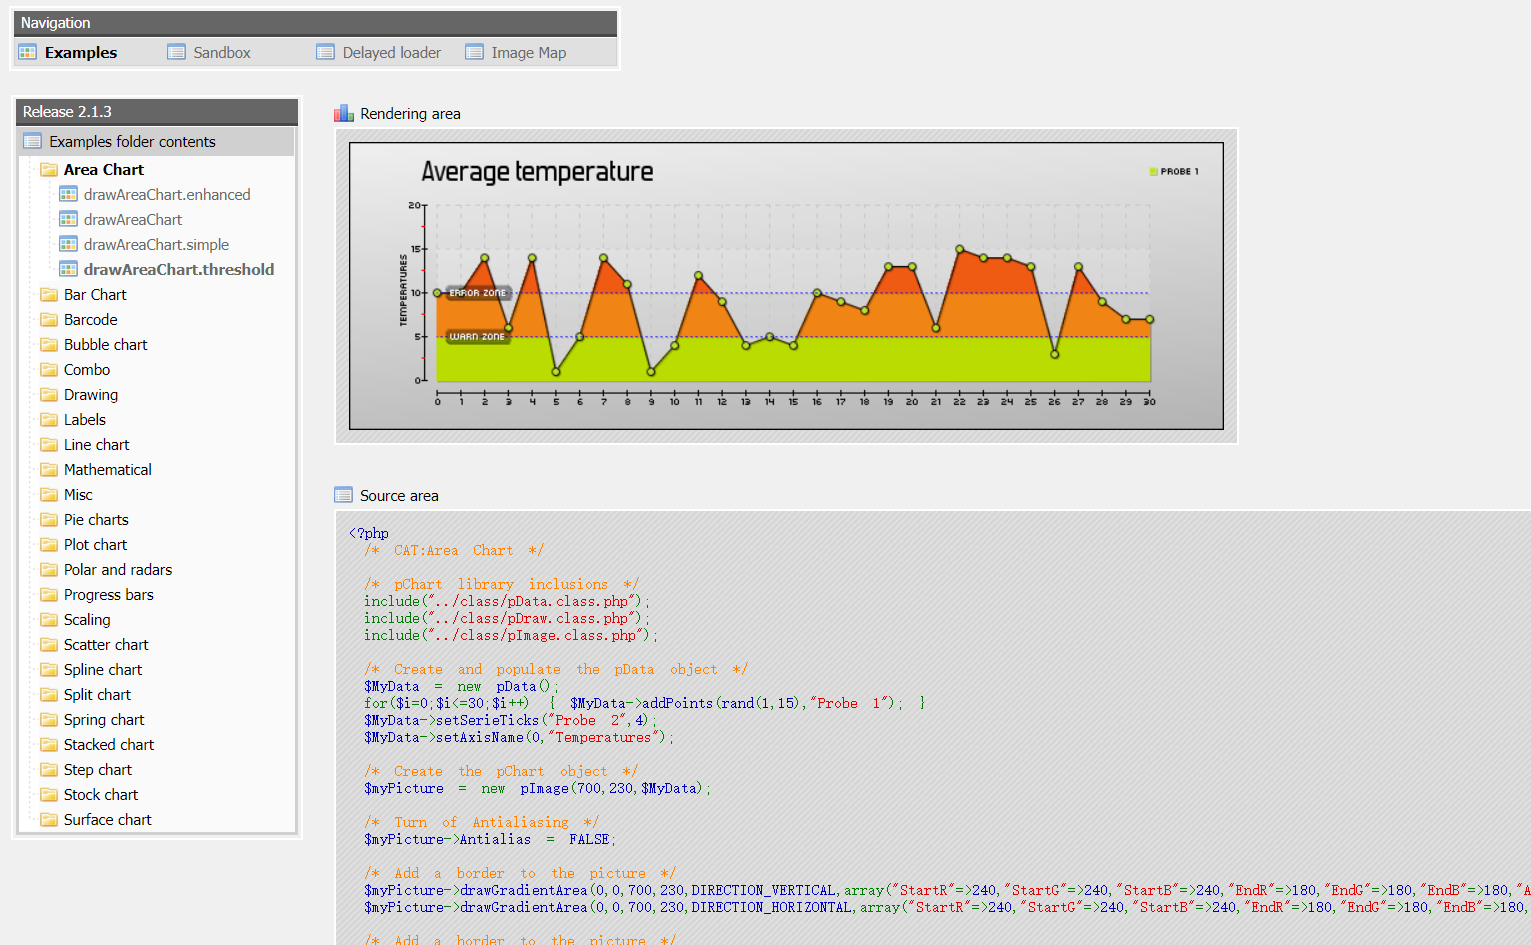 Navigation
Examples
Sandbox
Delayed loader
Image Map
Release 2.1.3
Examples folder contents
Area Chart
drawAreaChart.enhanced
drawAreaChart
drawAreaChart.simple
drawAreaChart.threshold
Bar Chart
Barcode
Bubble chart
Combo
Drawing
Labels
Line chart
Mathematical
Misc
Pie charts
Plot chart
Polar and radars
Progress bars
Scaling
Scatter chart
Spline chart
Split chart
Spring chart
Stacked chart
Step chart
Stock chart
Surface chart
Rendering area
Average temperature
PROBE 1
TEMPERATURES
20
15
10
5
0
ERROR ZONE
WARN ZONE
0 1 2 3 4 5 6 7 8 9 10 11 12 13 14 15 16 17 18 19 20 21 22 23 24 25 26 27 28 29 30
Source area
<?php
/* CAT:Area Chart */
/* pChart library inclusions */
include("../class/pData.class.php");
include("../class/pDraw.class.php");
include("../class/pImage.class.php");
/* Create and populate the pData object */
$MyData = new pData();
for($i=0;$i<=30;$i++) { $MyData->addPoints(rand(1,15),"Probe 1"); }
$MyData->setSerieTicks("Probe 2",4);
$MyData->setAxisName(0,"Temperatures");
/* Create the pChart object */
$myPicture = new pImage(700,230,$MyData);
/* Turn of Antialiasing */
$myPicture->Antialias = FALSE;
/* Add a border to the picture */
$myPicture->drawGradientArea(0,0,700,230,DIRECTION_VERTICAL,array("StartR"=>240,"StartG"=>240,"StartB"=>240,"EndR"=>180,"EndG"=>180,"EndB"=>180,"A
$myPicture->drawGradientArea(0,0,700,230,DIRECTION_HORIZONTAL,array("StartR"=>240,"StartG"=>240,"StartB"=>240,"EndR"=>180,"EndG"=>180,"EndB"=>180,
/* Add a border to the picture */